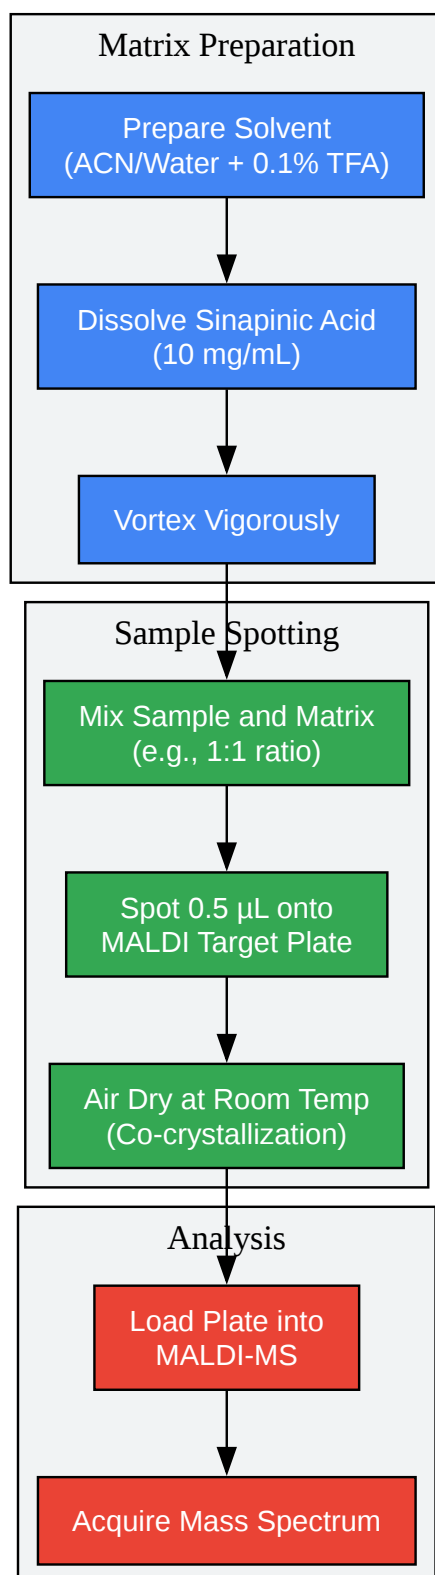 Matrix Preparation
Prepare Solvent
(ACN/Water + 0.1% TFA)
Dissolve Sinapinic Acid
(10 mg/mL)
Vortex Vigorously
Sample Spotting
Mix Sample and Matrix
(e.g., 1:1 ratio)
Spot 0.5 µL onto
MALDI Target Plate
Air Dry at Room Temp
(Co-crystallization)
Analysis
Load Plate into
MALDI-MS
Acquire Mass Spectrum